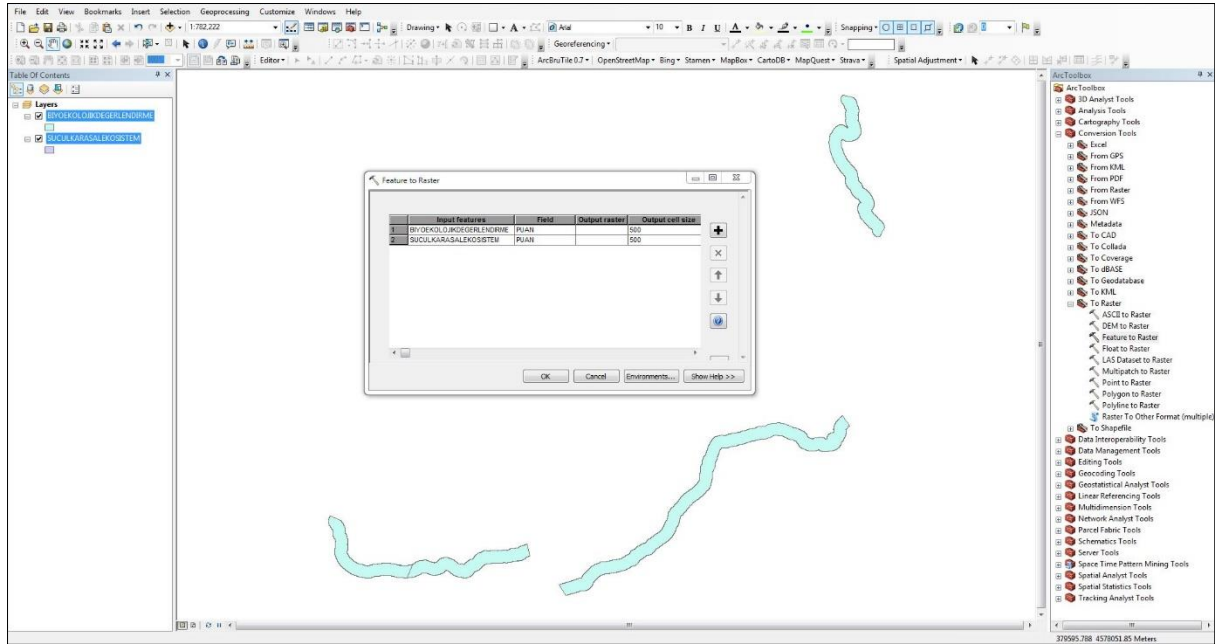 File Edit View Bookmarks Insert Selection Geoprocessing Customize Windows Help
1:782,222
Drawing
A
Arial
10
B I U A
Snapping
Georeferencing
Editor
ArcBruTile 0.7 OpenStreetMap Bing Stamen MapBox CartoDB MapQuest Strava
Spatial Adjustment
Table Of Contents
Layers
BIYOEKOLOJIKDEGERLENDIRME
SUCULKARASALEKOSISTEM
Feature to Raster
Input features Field Output raster Output cell size
1 BIYOEKOLOJIKDEGERLENDIRME PUAN 500
2 SUCULKARASALEKOSISTEM PUAN 500
OK Cancel Environments... Show Help >>
ArcToolbox
ArcToolbox
3D Analyst Tools
Analysis Tools
Cartography Tools
Conversion Tools
Excel
From GPS
From KML
From PDF
From Raster
From WFS
JSON
Metadata
To CAD
To Collada
To Coverage
To dBASE
To Geodatabase
To KML
To Raster
ASCII to Raster
DEM to Raster
Feature to Raster
Float to Raster
LAS Dataset to Raster
Multipatch to Raster
Point to Raster
Polygon to Raster
Polyline to Raster
Raster To Other Format (multiple)
To Shapefile
Data Interoperability Tools
Data Management Tools
Editing Tools
Geocoding Tools
Geostatistical Analyst Tools
Linear Referencing Tools
Multidimension Tools
Network Analyst Tools
Parcel Fabric Tools
Schematics Tools
Server Tools
Space Time Pattern Mining Tools
Spatial Analyst Tools
Spatial Statistics Tools
Tracking Analyst Tools
379595.788 4578051.85 Meters